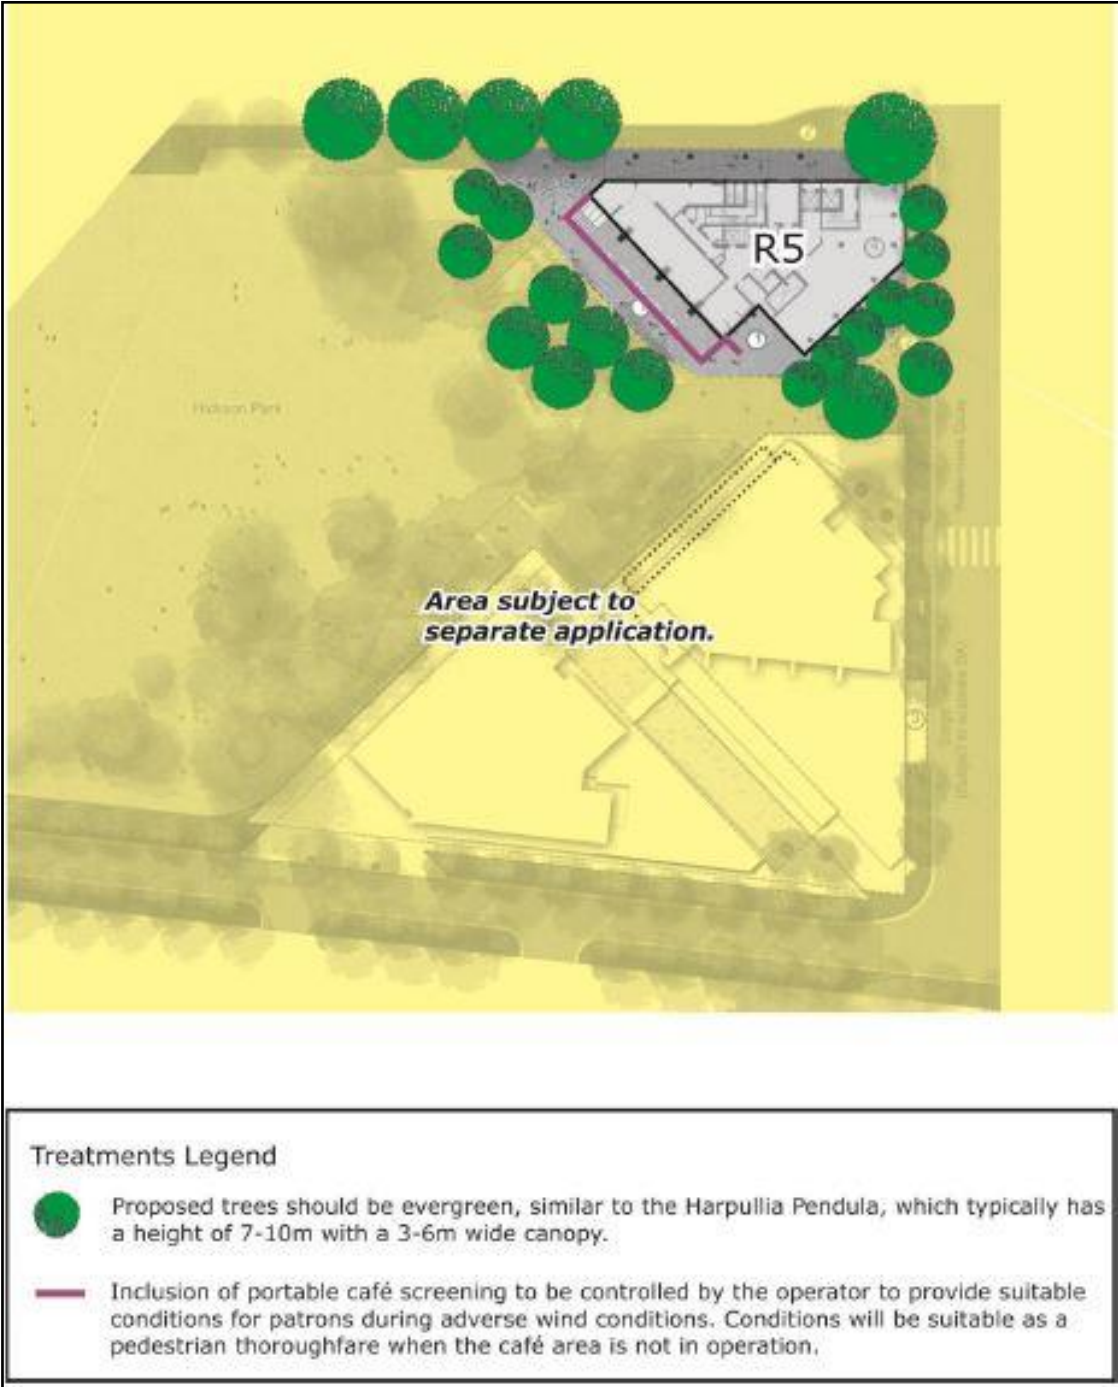 R5
Hickson Park
Area subject to
separate application.
Treatments Legend
Proposed trees should be evergreen, similar to the Harpullia Pendula, which typically has
a height of 7-10m with a 3-6m wide canopy.
Inclusion of portable café screening to be controlled by the operator to provide suitable
conditions for patrons during adverse wind conditions. Conditions will be suitable as a
pedestrian thoroughfare when the café area is not in operation.